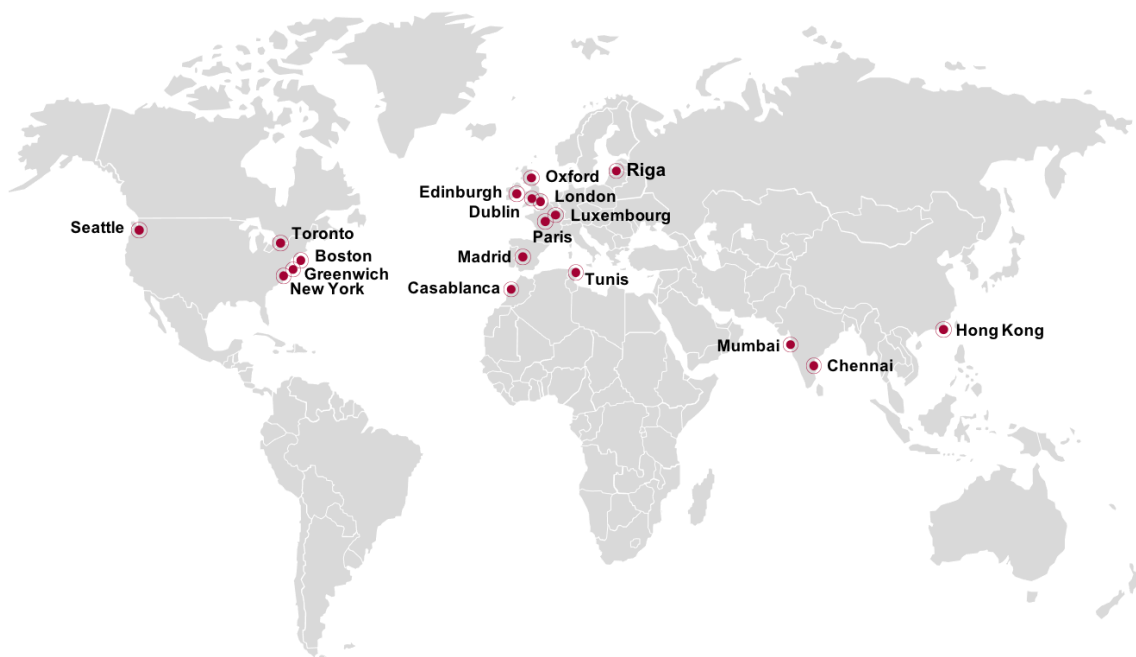 Oxford
Riga
Edinburgh
London
Dublin
Luxembourg
Seattle
Toronto
Paris
Boston
Madrid
Greenwich
Tunis
New York
Casablanca
Hong Kong
Mumbai
Chennai